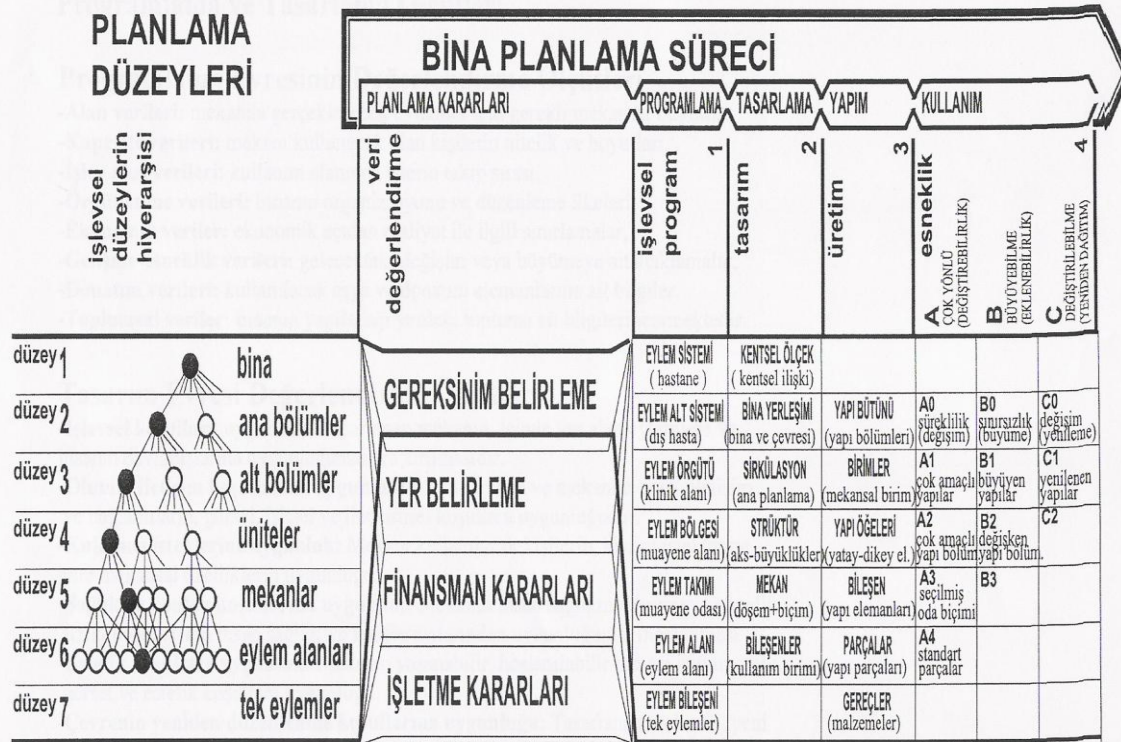 PLANLAMA
DÜZEYLERİ
işlevsel
düzeylerin
hiyerarşisi
BİNA PLANLAMA SÜRECİ
PLANLAMA KARARLARI
PROGRAMLAMA
TASARLAMA
YAPIM
KULLANIM
veri
değerlendirme
işlevsel
program
1
tasarım
2
üretim
3
esneklik
4
A
ÇOK YÖNLÜ
(DEĞİŞTİREBİLİRLİK)
B
BÜYÜYEBİLME
(EKLENEBİLİRLİK)
C
DEĞİŞTİRİLEBİLME
(YENİDEN DAĞITIM)
düzey 1
bina
düzey 2
ana bölümler
düzey 3
alt bölümler
düzey 4
üniteler
düzey 5
mekanlar
düzey 6
eylem alanları
düzey 7
tek eylemler
GEREKSİNİM BELİRLEME
YER BELİRLEME
FİNANSMAN KARARLARI
İŞLETME KARARLARI
EYLEM SİSTEMİ
( hastane )
KENTSEL ÖLÇEK
( kentsel ilişki)
EYLEM ALT SİSTEMİ
(dış hasta)
BİNA YERLEŞİMİ
(bina ve çevresi)
YAPI BÜTÜNÜ
(yapı bölümleri)
A0
süreklilik
(değişim)
B0
sınırsızlık
(büyüme)
C0
değişim
(yenileme)
EYLEM ÖRGÜTÜ
(klinik alanı)
SİRKÜLASYON
(ana planlama)
BİRİMLER
(mekansal birim)
A1
çok amaçlı
yapılar
B1
büyüyen
yapılar
C1
yenilenen
yapılar
EYLEM BÖLGESİ
(muayene alanı)
STRÜKTÜR
(aks-büyüklükler)
YAPI ÖĞELERİ
(yatay-dikey el.)
A2
çok amaçlı
yapı bölüm.
B2
değişken
yapı bölüm.
C2
EYLEM TAKIMI
(muayene odası)
MEKAN
(döşem+biçim)
BİLEŞEN
(yapı elemanları)
A3
seçilmiş
oda biçimi
B3
EYLEM ALANI
(eylem alanı)
BİLEŞENLER
(kullanım birimi)
PARÇALAR
(yapı parçaları)
A4
standart
parçalar
EYLEM BİLEŞENİ
(tek eylemler)
GEREÇLER
(malzemeler)